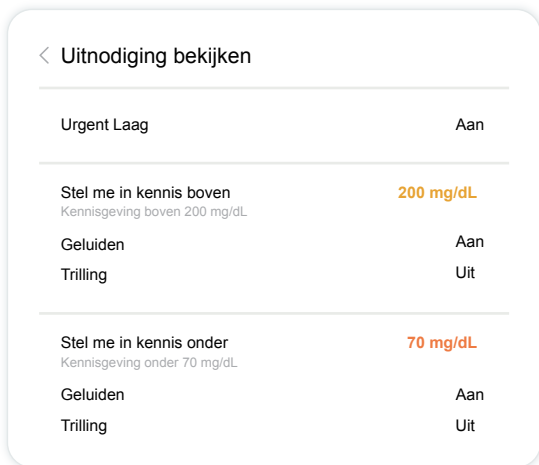 Uitnodiging bekijken
Urgent Laag Aan
Stel me in kennis boven 200 mg/dL
Kennisgeving boven 200 mg/dL
Geluiden Aan
Trilling Uit
Stel me in kennis onder 70 mg/dL
Kennisgeving onder 70 mg/dL
Geluiden Aan
Trilling Uit